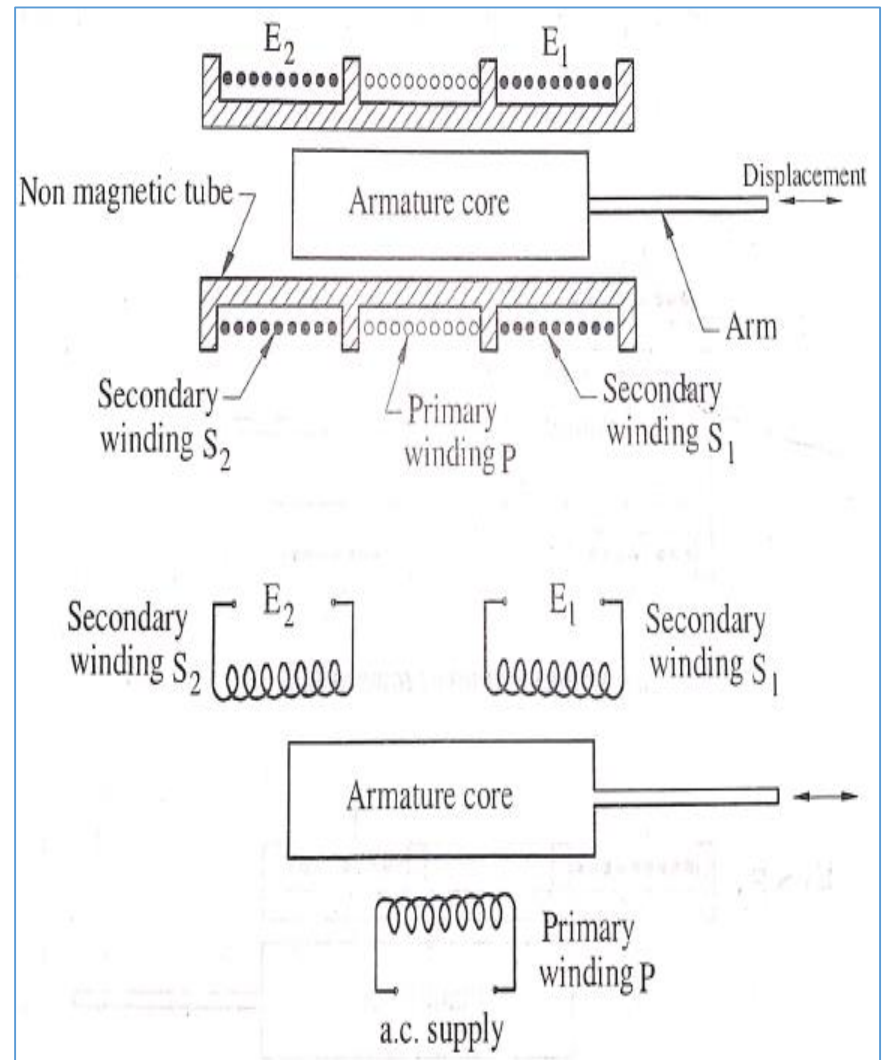 E2
E1
Non magnetic tube
Armature core
Displacement
Arm
Secondary
winding S2
Primary
winding P
Secondary
winding S1
Secondary
winding S2
E2
E1
Secondary
winding S1
Armature core
Primary
winding P
a.c. supply